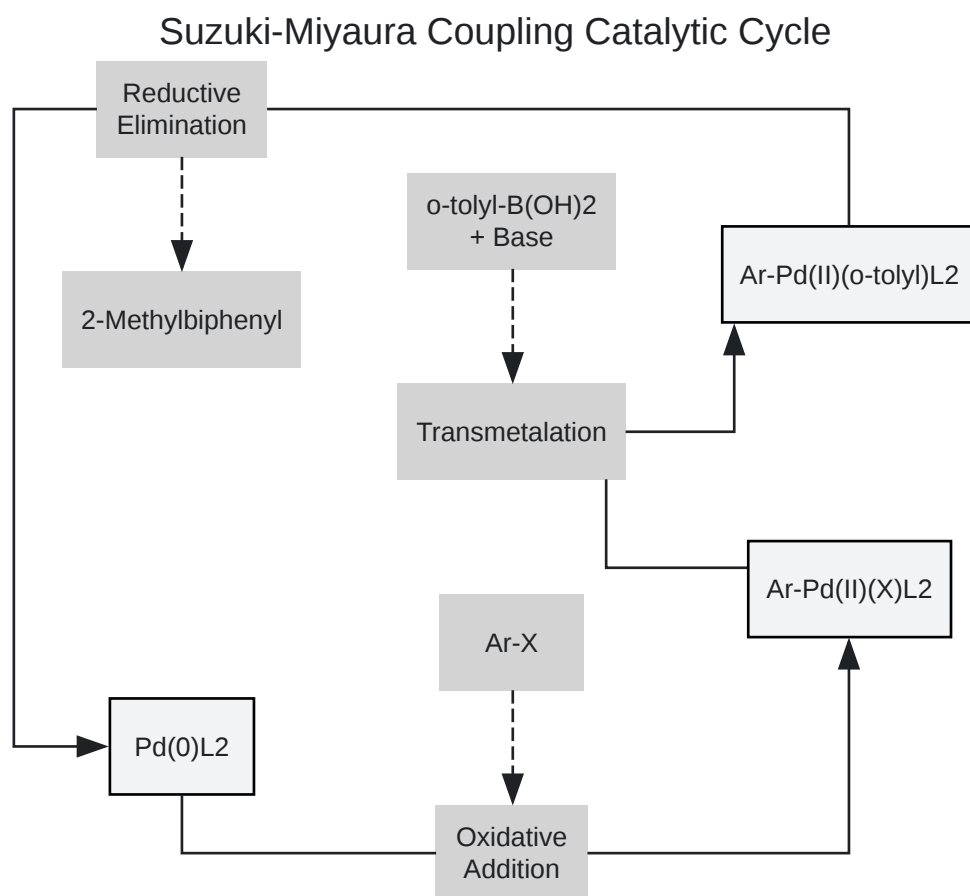 Suzuki-Miyaura Coupling Catalytic Cycle
Reductive
Elimination
o-tolyl-B(OH)2
+ Base
Ar-Pd(II)(o-tolyl)L2
2-Methylbiphenyl
Transmetalation
Ar-Pd(II)(X)L2
Ar-X
Pd(0)L2
Oxidative
Addition